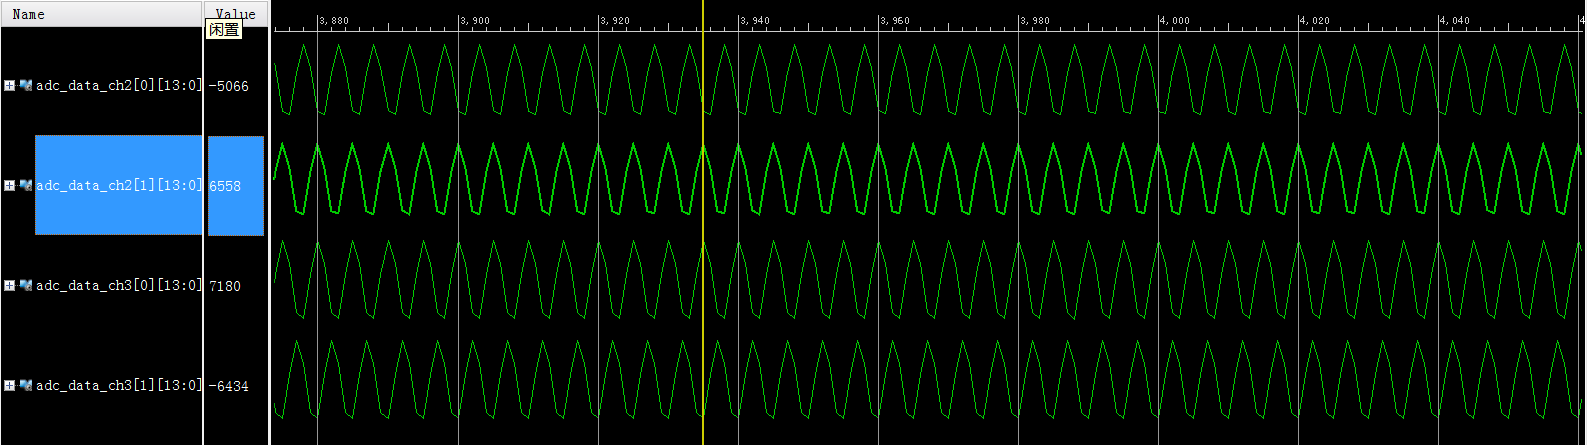 Name Value
闲置
3,880 3,900 3,920 3,940 3,960 3,980 4,000 4,020 4,040 4
adc_data_ch2[0][13:0] -5066
adc_data_ch2[1][13:0] 6558
adc_data_ch3[0][13:0] 7180
adc_data_ch3[1][13:0] -6434